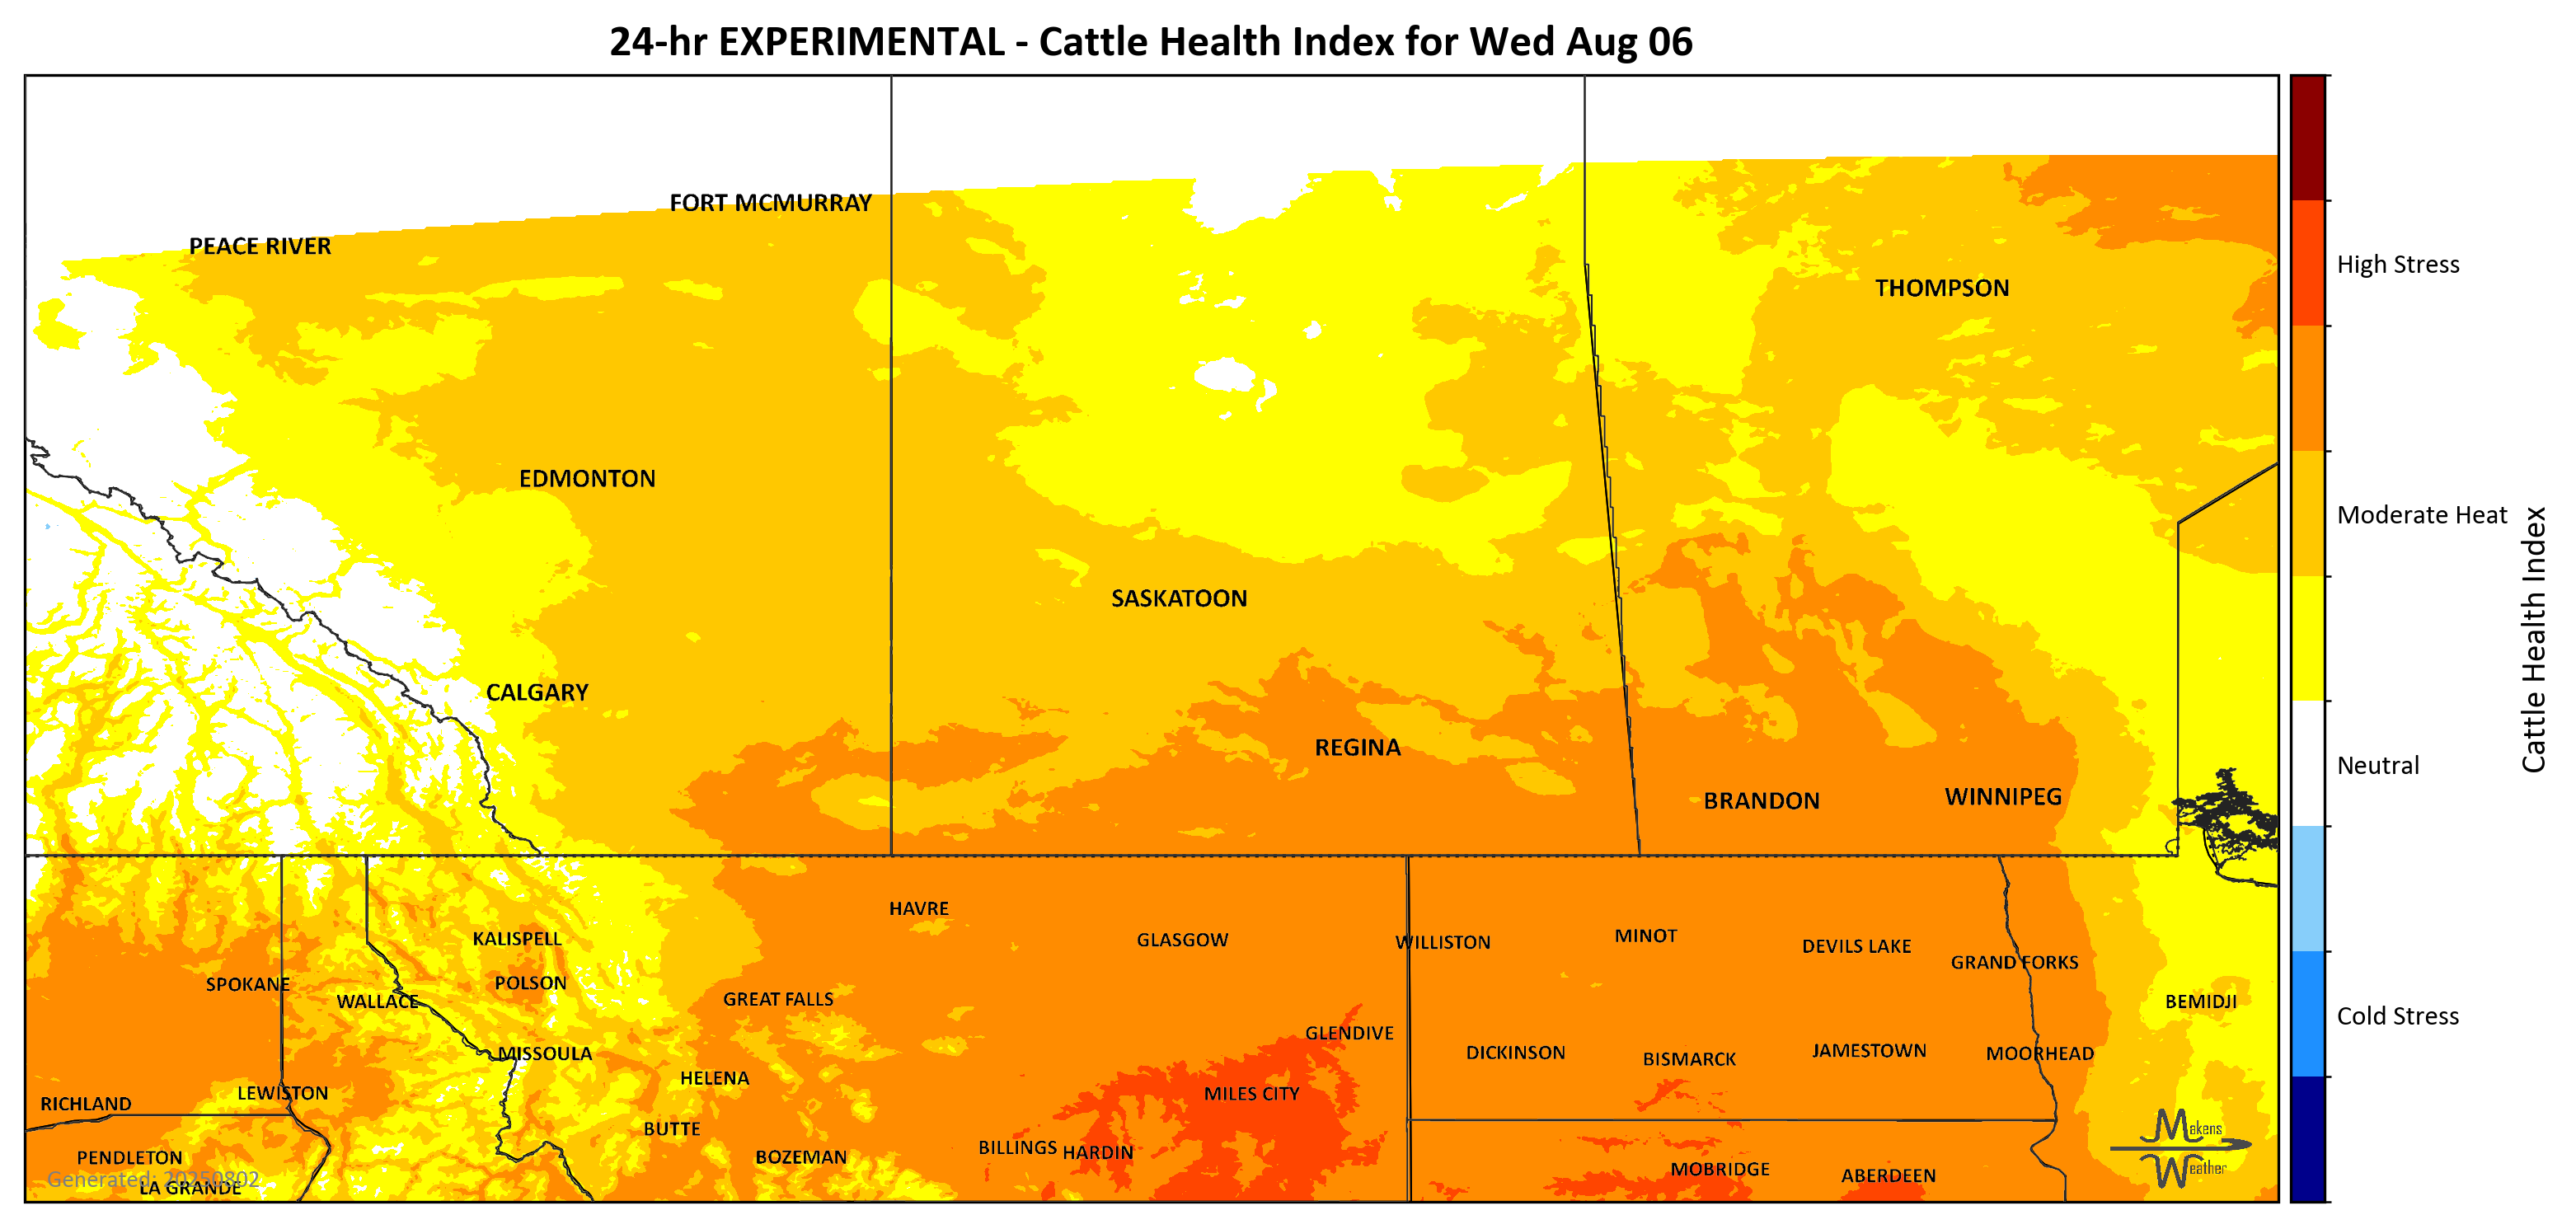 24-hr EXPERIMENTAL - Cattle Health Index for Wed Aug 06
FORT MCMURRAY
PEACE RIVER
THOMPSON
High Stress
EDMONTON
Moderate Heat
SASKATOON
Cattle Health Index
CALGARY
REGINA
Neutral
BRANDON
WINNIPEG
HAVRE
KALISPELL
GLASGOW
WILLISTON
MINOT
DEVILS LAKE
GRAND FORKS
SPOKANE
POLSON
WALLACE
GREAT FALLS
BEMIDJI
Cold Stress
GLENDIVE
MISSOULA
DICKINSON
BISMARCK
JAMESTOWN
MOORHEAD
HELENA
LEWISTON
MILES CITY
RICHLAND
BUTTE
Makens
Weather
BILLINGS
HARDIN
PENDLETON
BOZEMAN
MOBRIDGE
ABERDEEN
Generated: 20250802
LA GRANDE